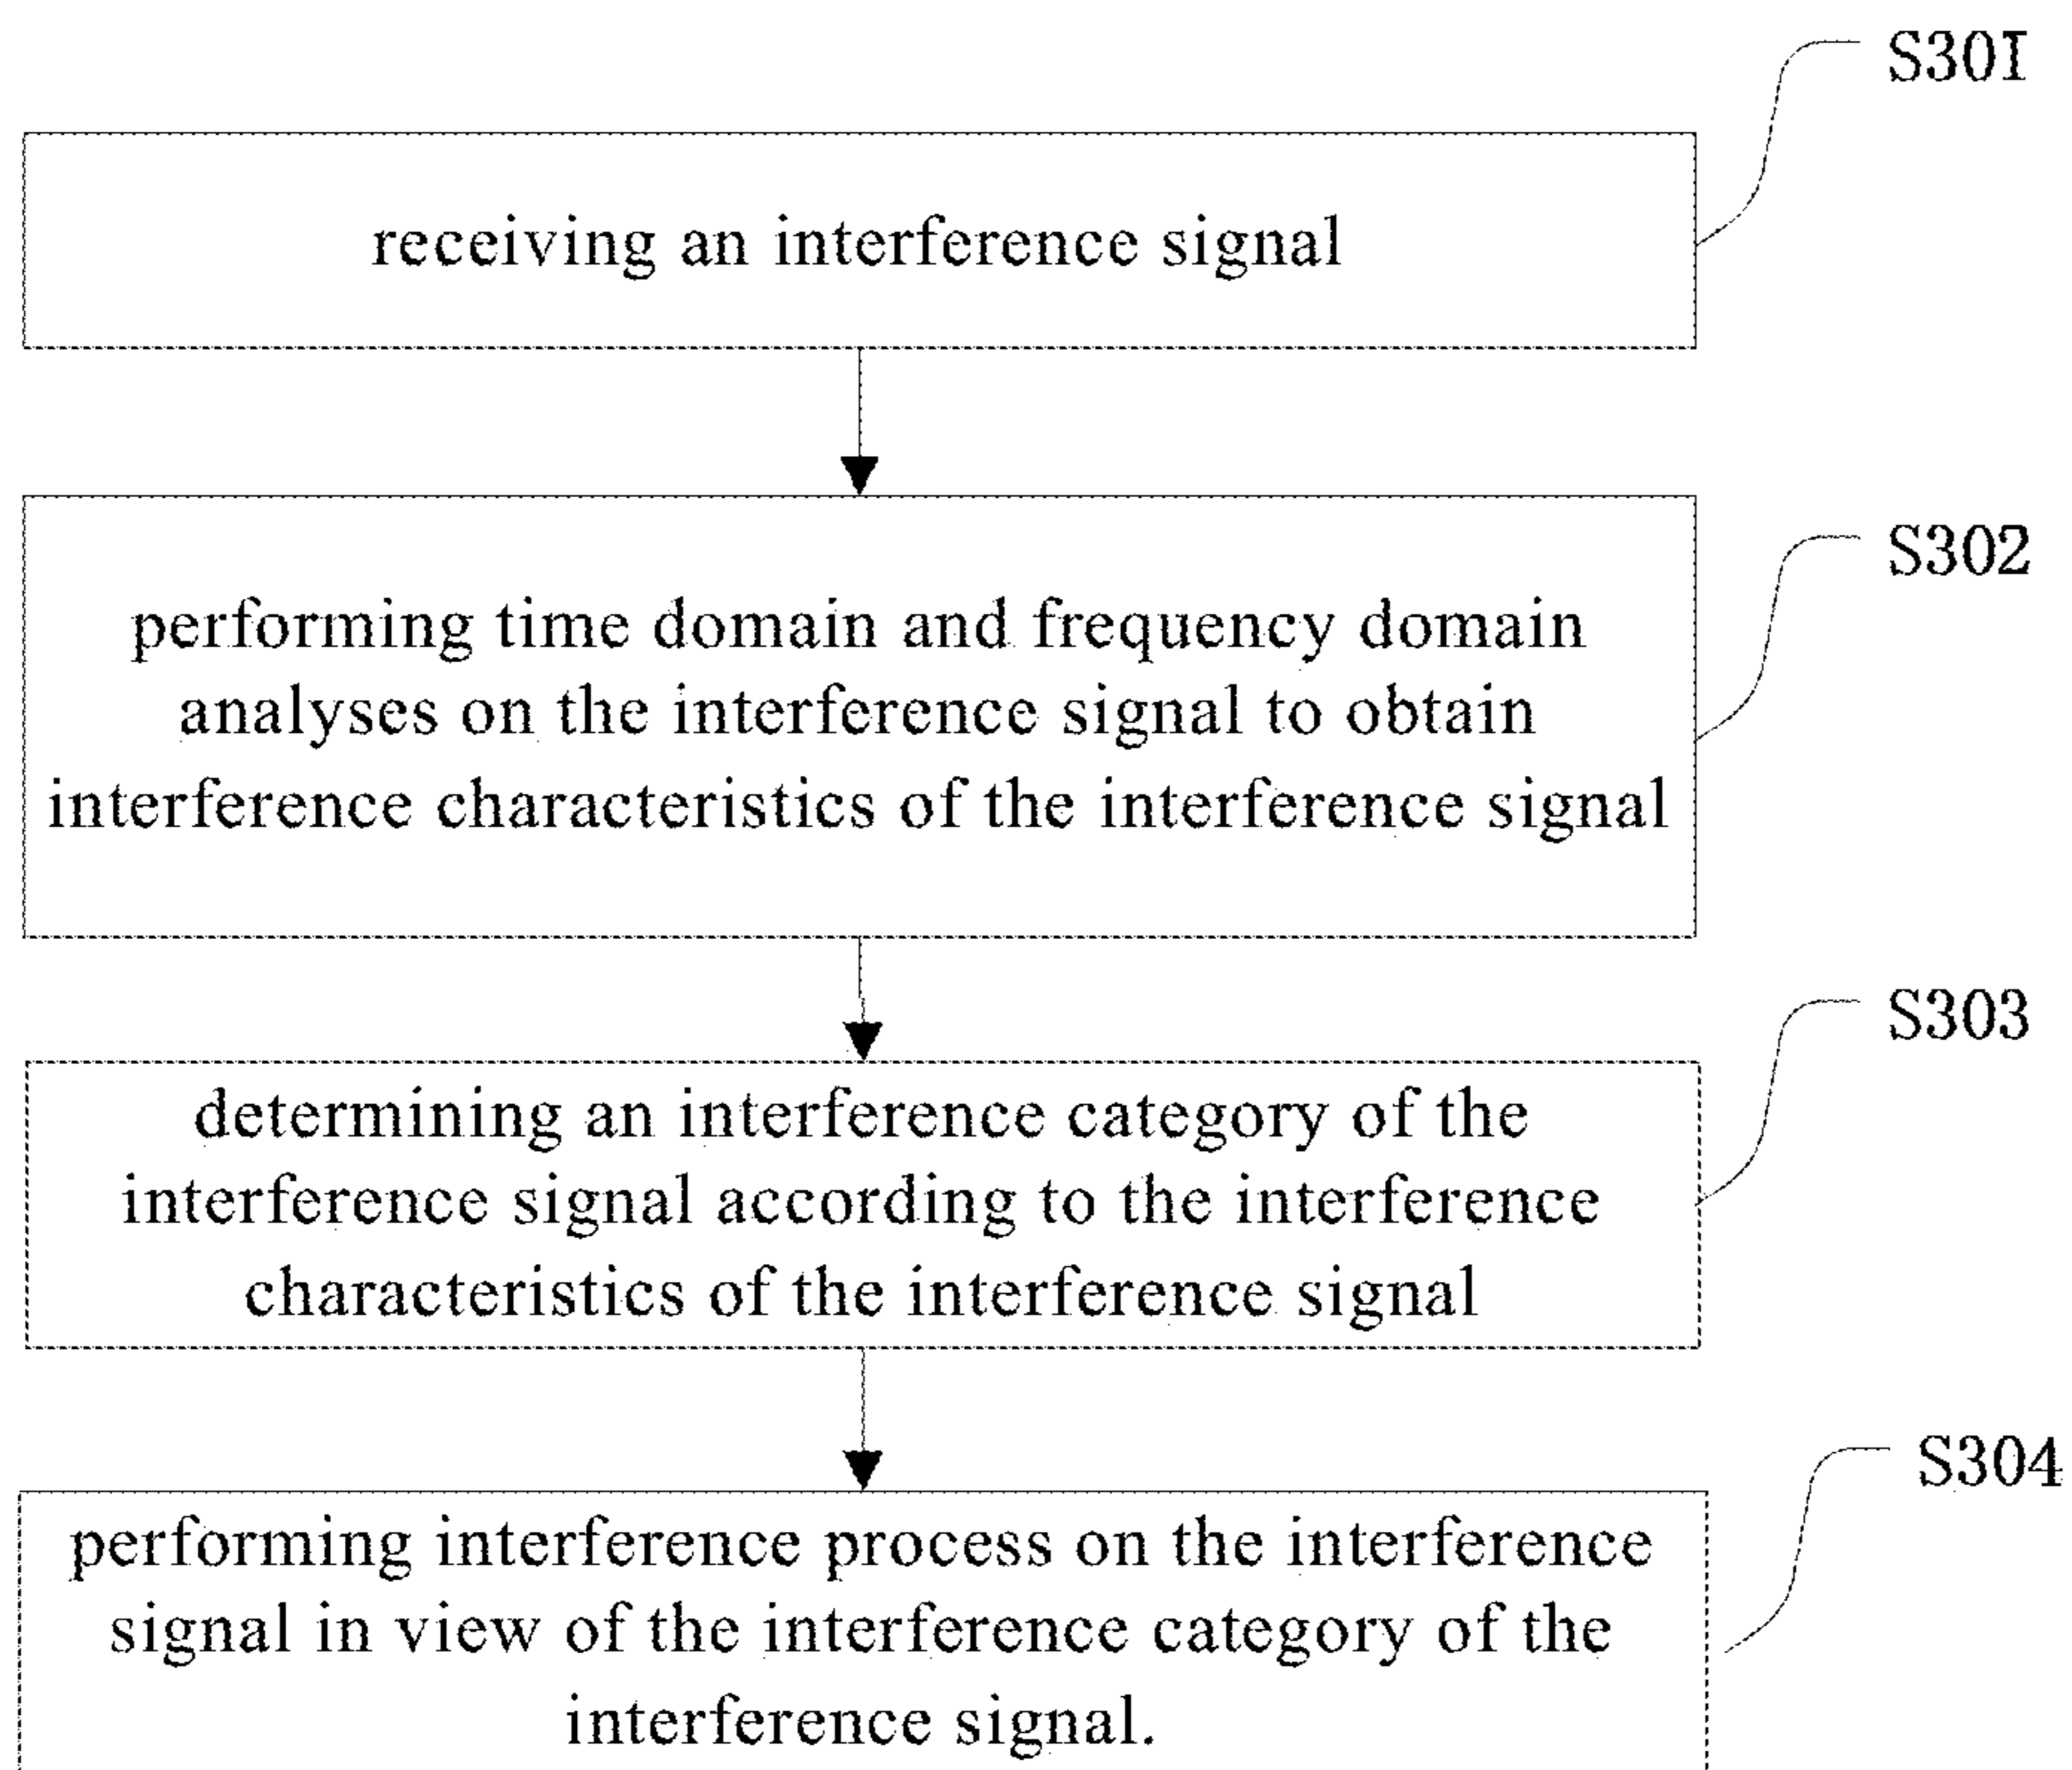 S301
receiving an interference signal
S302
performing time domain and frequency domain
analyses on the interference signal to obtain
interference characteristics of the interference signal
S303
determining an interference category of the
interference signal according to the interference
characteristics of the interference signal
S304
performing interference process on the interference
signal in view of the interference category of the
interference signal.